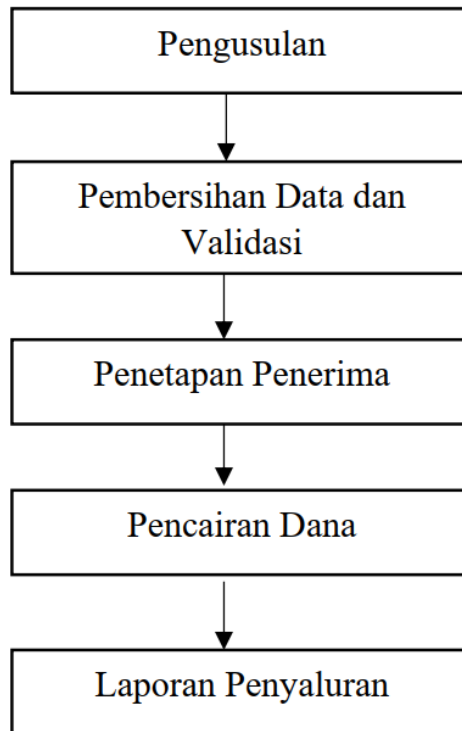 Pengusulan
Pembersihan Data dan
Validasi
Penetapan Penerima
Pencairan Dana
Laporan Penyaluran